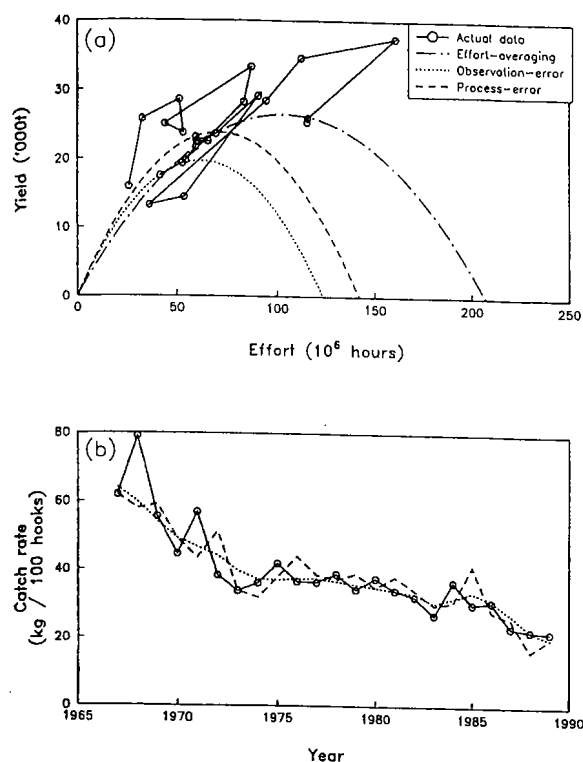 (a)
Actual data
Effort-averaging
Observation-error
Process-error
Yield ('000t)
40
30
20
10
0
0 50 100 150 200 250
Effort (10⁶ hours)
(b)
Catch rate
(kg / 100 hooks)
80
60
40
20
0
1965 1970 1975 1980 1985 1990
Year